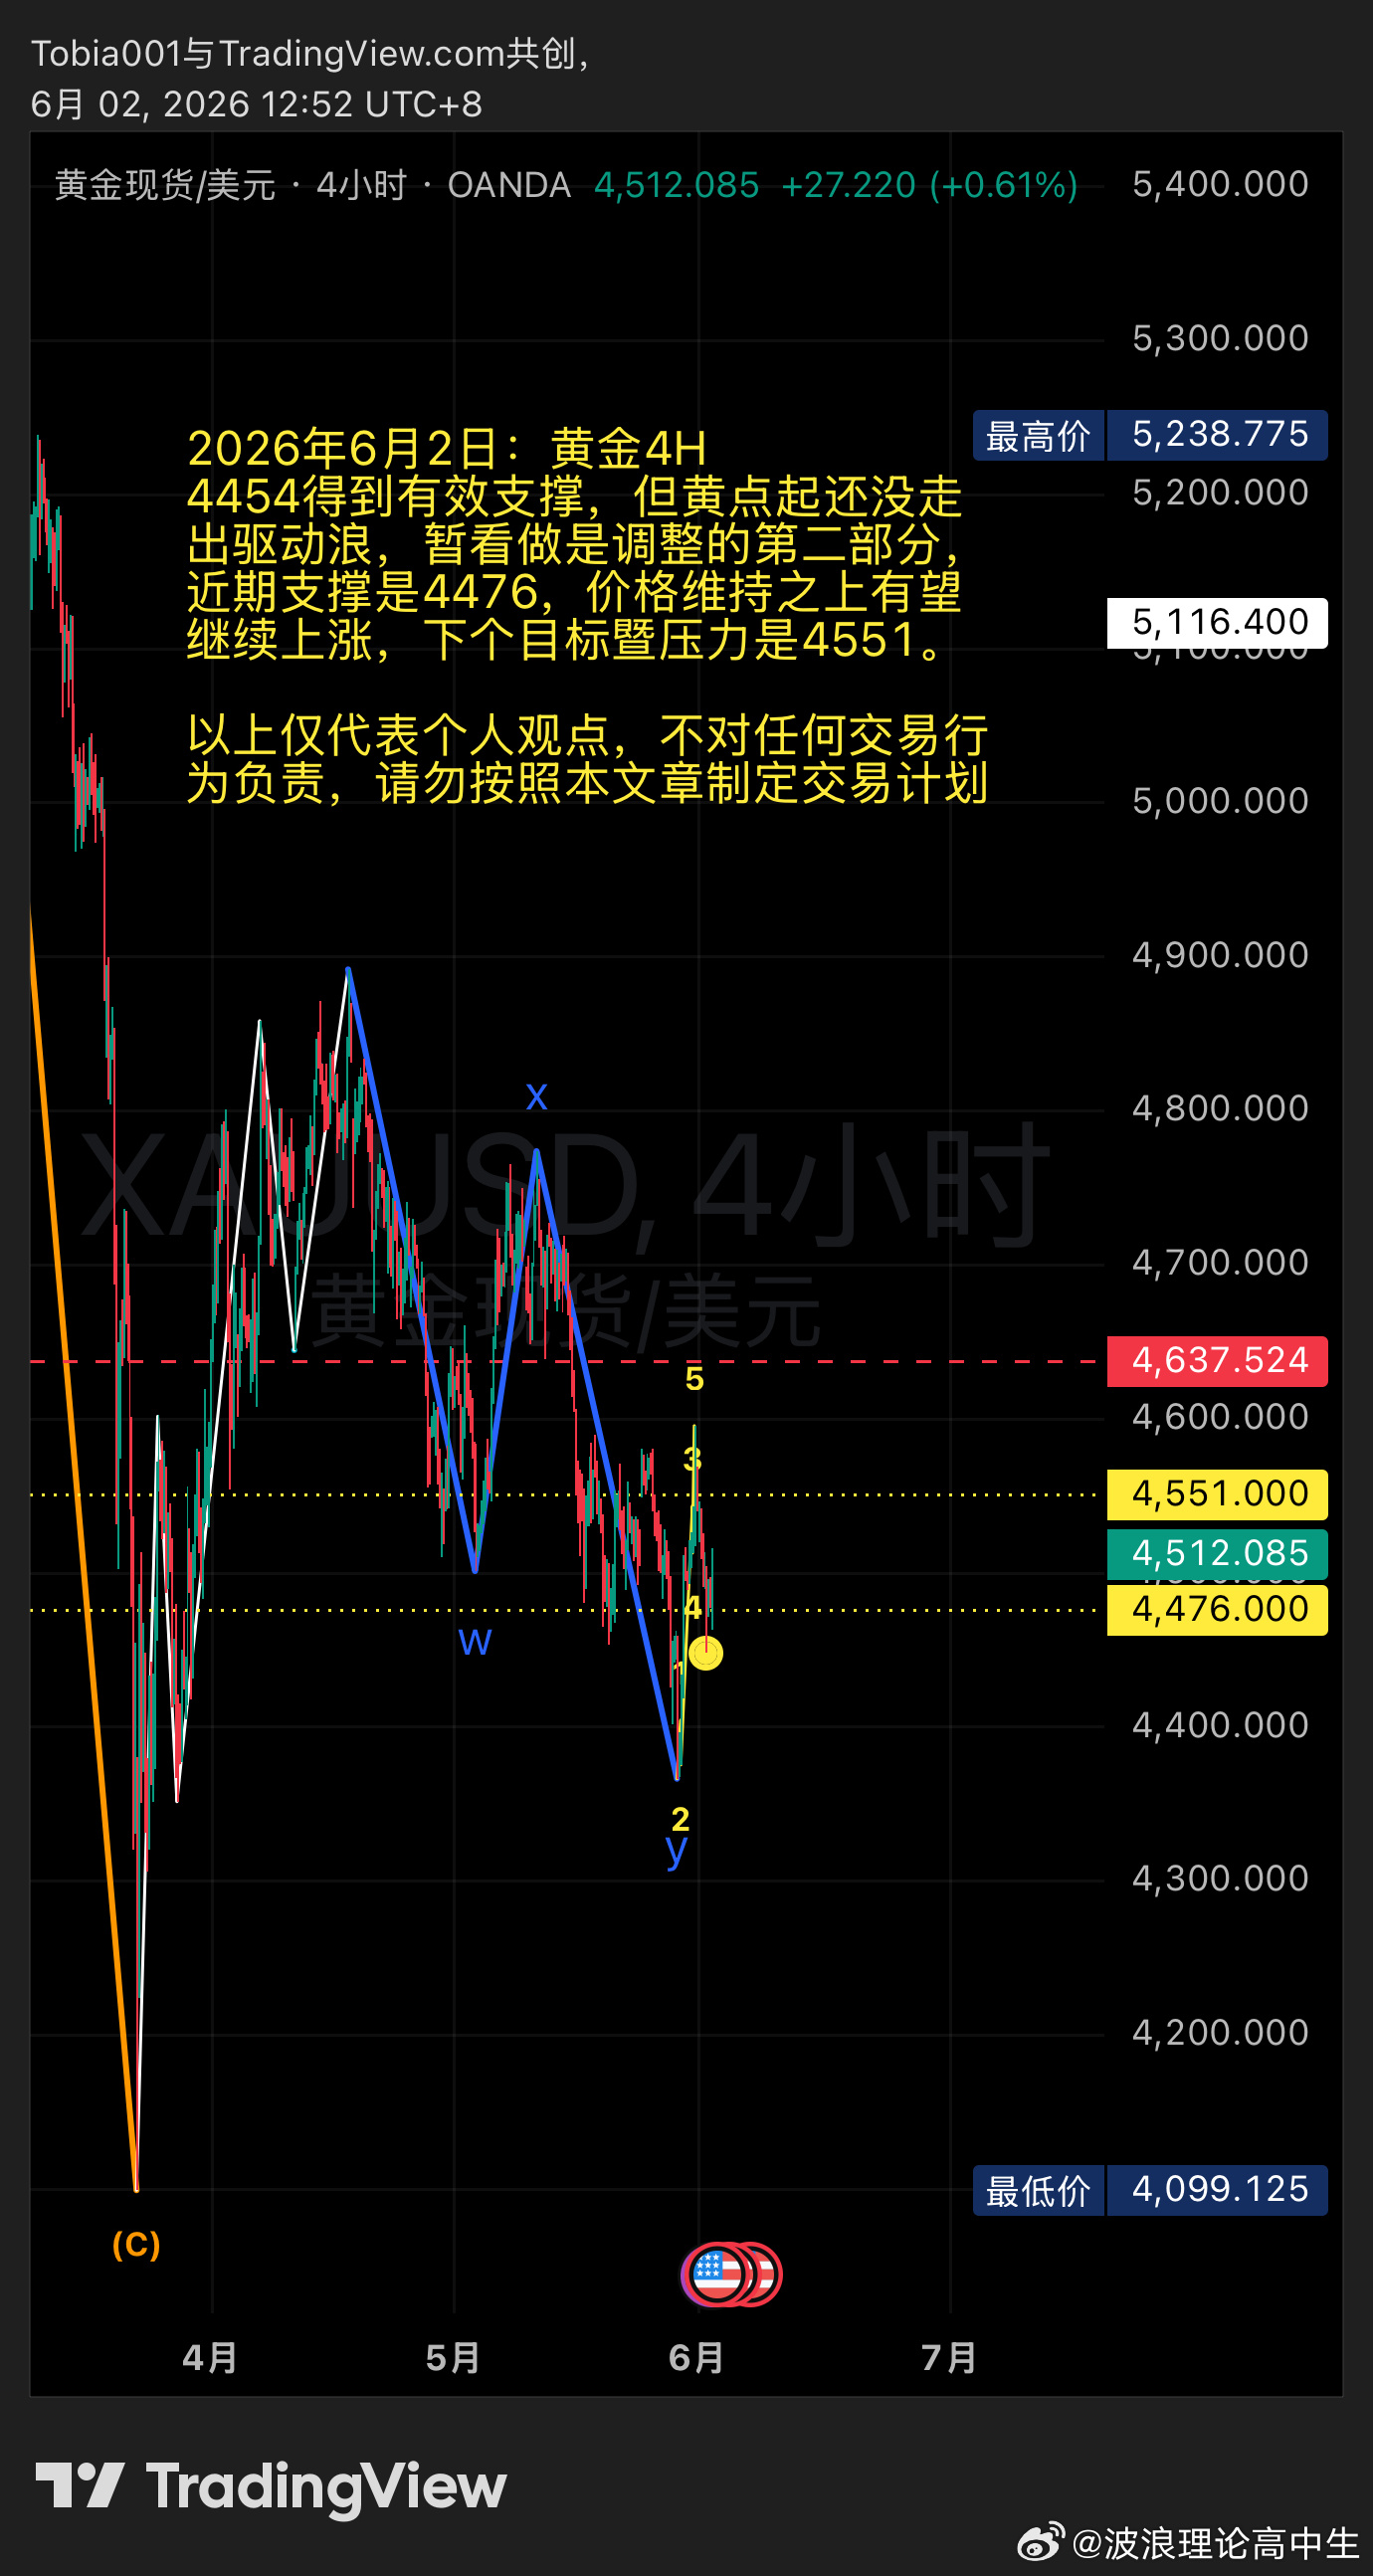 Tobia001与TradingView.com共创，
6月 02, 2026 12:52 UTC+8
黄金现货/美元 · 4小时 · OANDA 4,512.085 +27.220 (+0.61%)
5,400.000
5,300.000
最高价 5,238.775
2026年6月2日：黄金4H
4454得到有效支撑，但黄点起还没走
出驱动浪，暂看做是调整的第二部分，
近期支撑是4476，价格维持之上有望
继续上涨，下个目标暨压力是4551。
以上仅代表个人观点，不对任何交易行
为负责，请勿按照本文章制定交易计划
5,200.000
5,116.400
5,100.000
5,000.000
4,900.000
4,800.000
x
XAUUSD, 4小时
黄金现货/美元
4,700.000
4,637.524
5
4,600.000
3
4,551.000
4,512.085
4,476.000
4
w
1
4,400.000
2
y
4,300.000
4,200.000
最低价 4,099.125
(C)
4月 5月 6月 7月
TradingView
@波浪理论高中生